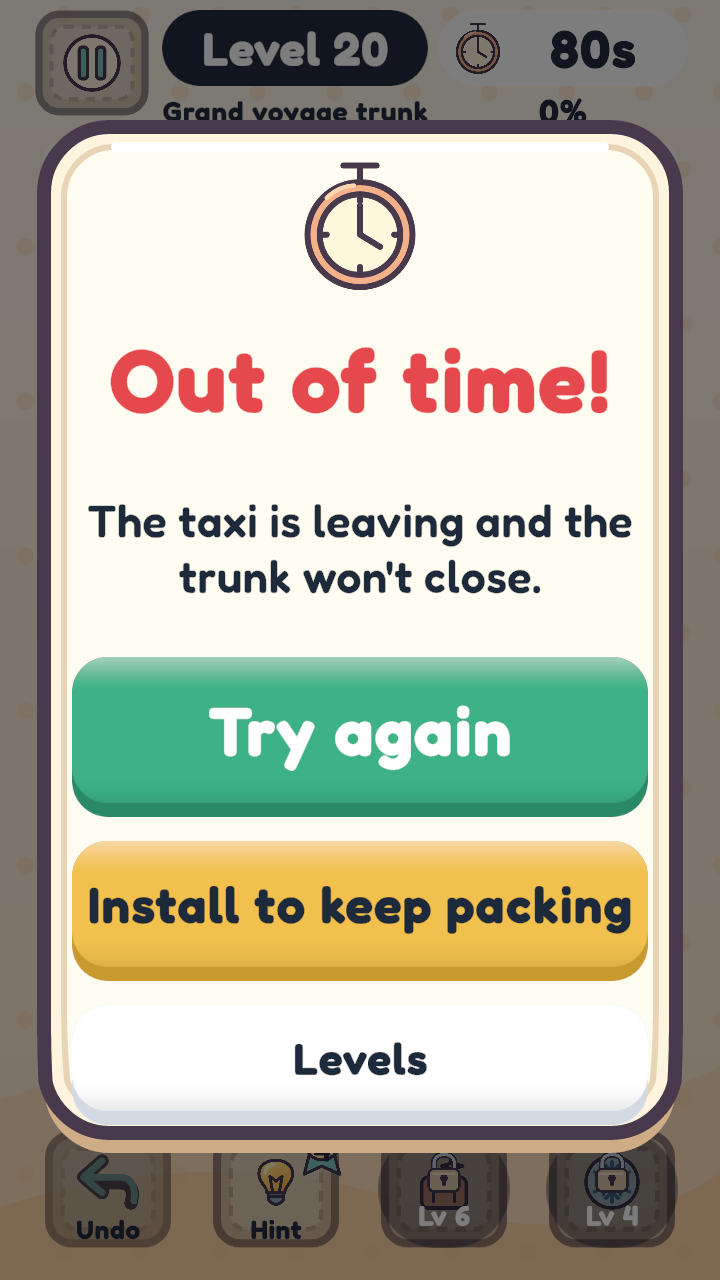 Level 20
80s
Grand voyage trunk
0%
Out of time!
The taxi is leaving and the
trunk won't close.
Try again
Install to keep packing
Levels
Undo
Hint
Lv 6
Lv 4